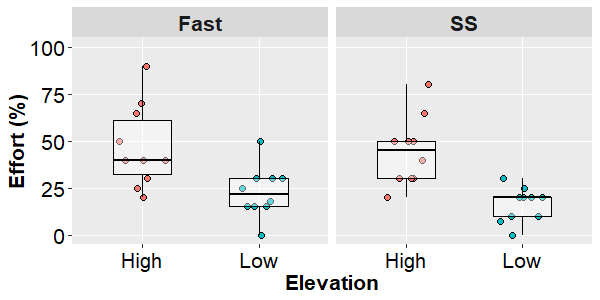 Fast SS
100
75
50
25
0
Effort (%)
High Low High Low
Elevation